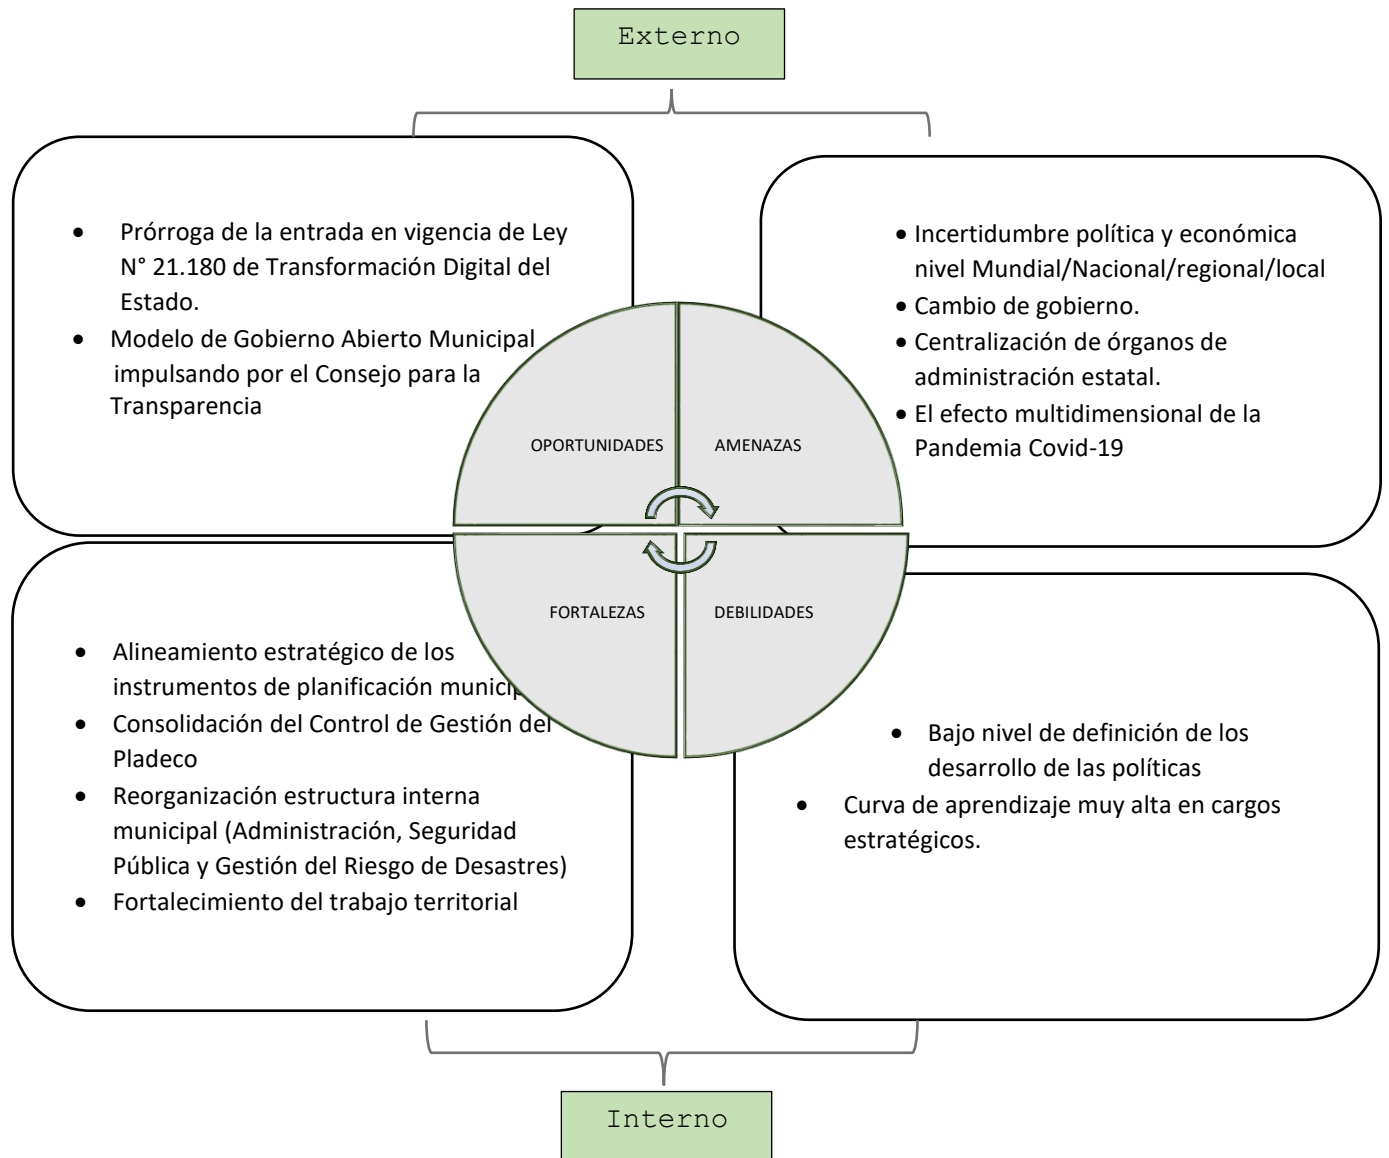 Externo
Prórroga de la entrada en vigencia de Ley
N° 21.180 de Transformación Digital del
Estado.
Modelo de Gobierno Abierto Municipal
impulsando por el Consejo para la
Transparencia
Incertidumbre política y económica
nivel Mundial/Nacional/regional/local
Cambio de gobierno.
Centralización de órganos de
administración estatal.
El efecto multidimensional de la
Pandemia Covid-19
OPORTUNIDADES
AMENAZAS
FORTALEZAS
DEBILIDADES
Alineamiento estratégico de los
instrumentos de planificación
Consolidación del Control de Gestión del
Pladeco
Reorganización estructura interna
municipal (Administración, Seguridad
Pública y Gestión del Riesgo de Desastres)
Fortalecimiento del trabajo territorial
Bajo nivel de definición de los
desarrollo de las políticas
Curva de aprendizaje muy alta en cargos
estratégicos.
Interno